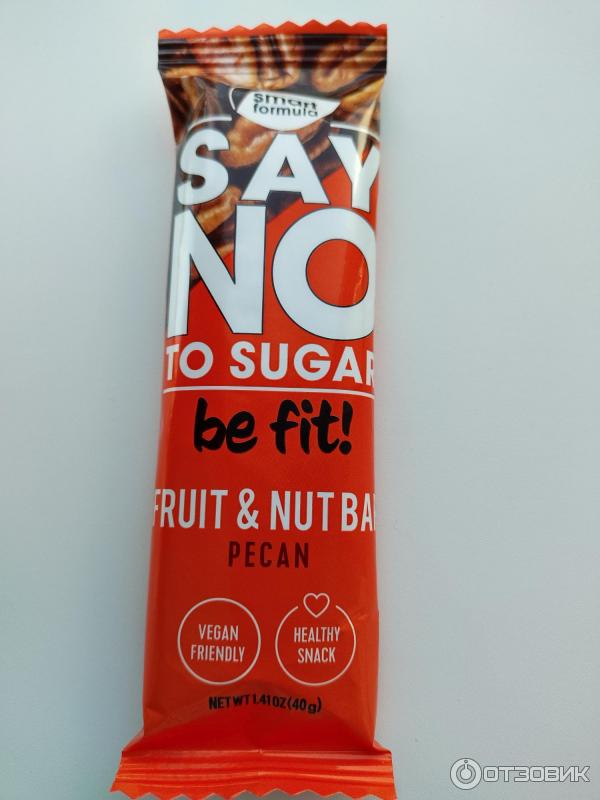 smart
formula
SAY
NO
TO SUGAR
be fit!
FRUIT & NUT BAR
PECAN
VEGAN
FRIENDLY
HEALTHY
SNACK
NET WT 1.41OZ(40g)
ОТЗОВИК